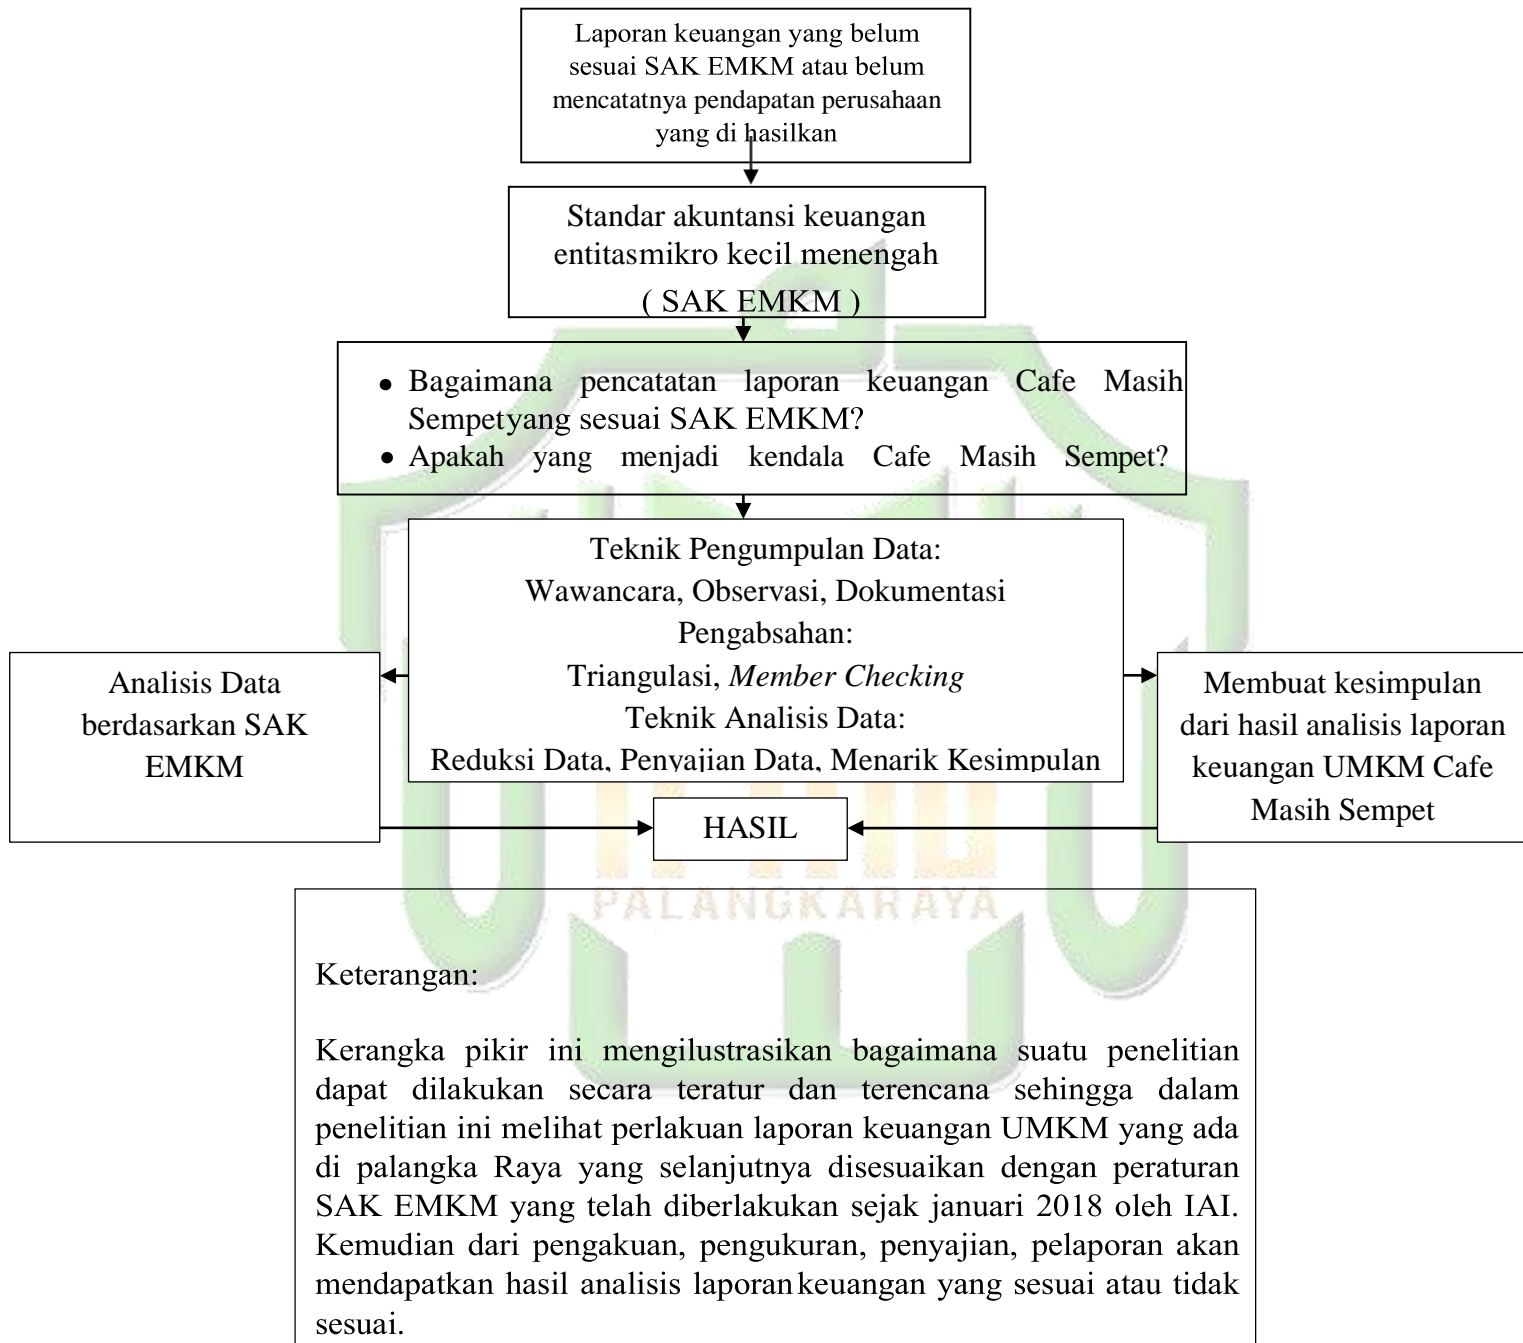 Laporan keuangan yang belum
sesuai SAK EMKM atau belum
mencatatnya pendapatan perusahaan
yang di hasilkan
Standar akuntansi keuangan
entitasmikro kecil menengah
( SAK EMKM )
• Bagaimana pencatatan laporan keuangan Cafe Masih
Sempetyang sesuai SAK EMKM?
• Apakah yang menjadi kendala Cafe Masih Sempet?
Teknik Pengumpulan Data:
Wawancara, Observasi, Dokumentasi
Pengabsahan:
Triangulasi, Member Checking
Teknik Analisis Data:
Reduksi Data, Penyajian Data, Menarik Kesimpulan
Analisis Data
berdasarkan SAK
EMKM
Membuat kesimpulan
dari hasil analisis laporan
keuangan UMKM Cafe
Masih Sempet
HASIL
PALANGKARAYA
Keterangan:
Kerangka pikir ini mengilustrasikan bagaimana suatu penelitian
dapat dilakukan secara teratur dan terencana sehingga dalam
penelitian ini melihat perlakuan laporan keuangan UMKM yang ada
di palangka Raya yang selanjutnya disesuaikan dengan peraturan
SAK EMKM yang telah diberlakukan sejak januari 2018 oleh IAI.
Kemudian dari pengakuan, pengukuran, penyajian, pelaporan akan
mendapatkan hasil analisis laporankeuangan yang sesuai atau tidak
sesuai.